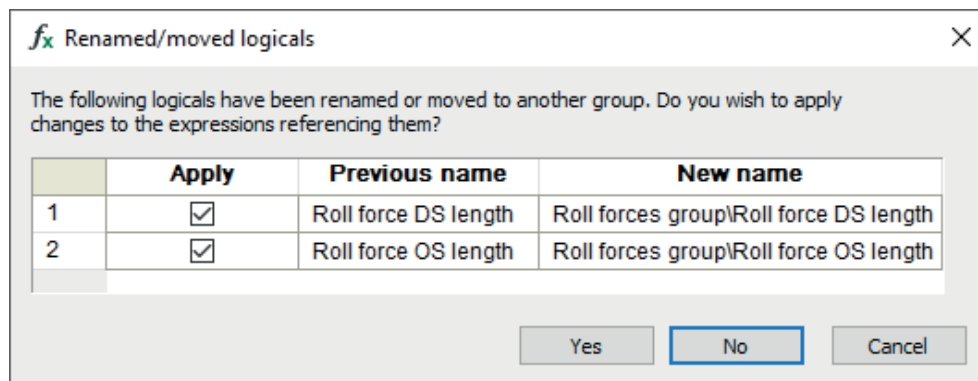 fx Renamed/moved logicals
The following logicals have been renamed or moved to another group. Do you wish to apply
changes to the expressions referencing them?
Apply Previous name New name
1 Roll force DS length Roll forces group\Roll force DS length
2 Roll force OS length Roll forces group\Roll force OS length
Yes No Cancel